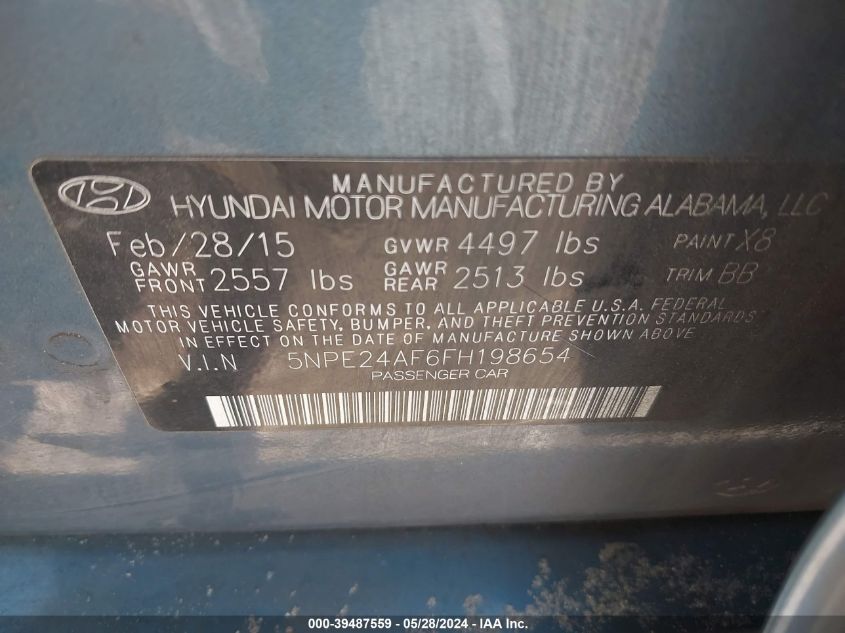 MANUFACTURED BY
HYUNDAI MOTOR MANUFACTURING ALABAMA, LLC
Feb/28/15 GVWR 4497 lbs PAINT X8
GAWR FRONT 2557 lbs GAWR REAR 2513 lbs TRIM BB
THIS VEHICLE CONFORMS TO ALL APPLICABLE U.S.A. FEDERAL
MOTOR VEHICLE SAFETY, BUMPER, AND THEFT PREVENTION STANDARDS
IN EFFECT ON THE DATE OF MANUFACTURE SHOWN ABOVE.
V.I.N 5NPE24AF6FH198654
PASSENGER CAR
000-39487559 - 05/28/2024 - IAA Inc.